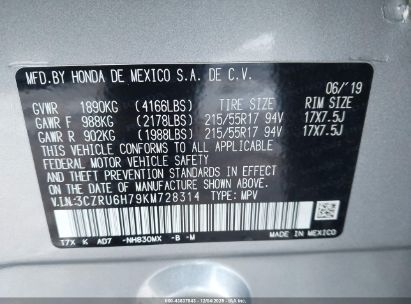 MFD. BY HONDA DE MEXICO S.A. DE C.V.
06/'19
GVWR 1890KG (4166LBS) TIRE SIZE RIM SIZE
GAWR F 988KG (2178LBS) 215/55R17 94V 17X7.5J
GAWR R 902KG (1988LBS) 215/55R17 94V 17X7.5J
THIS VEHICLE CONFORMS TO ALL APPLICABLE
FEDERAL MOTOR VEHICLE SAFETY, BUMPER, AND
THEFT PREVENTION STANDARDS IN EFFECT ON THE
DATE OF MANUFACTURE SHOWN ABOVE.
V.I.N.:3CZRU6H79KM728314 TYPE: MPV
17X K AD7 -NH830MX -B -M
MADE IN MEXICO